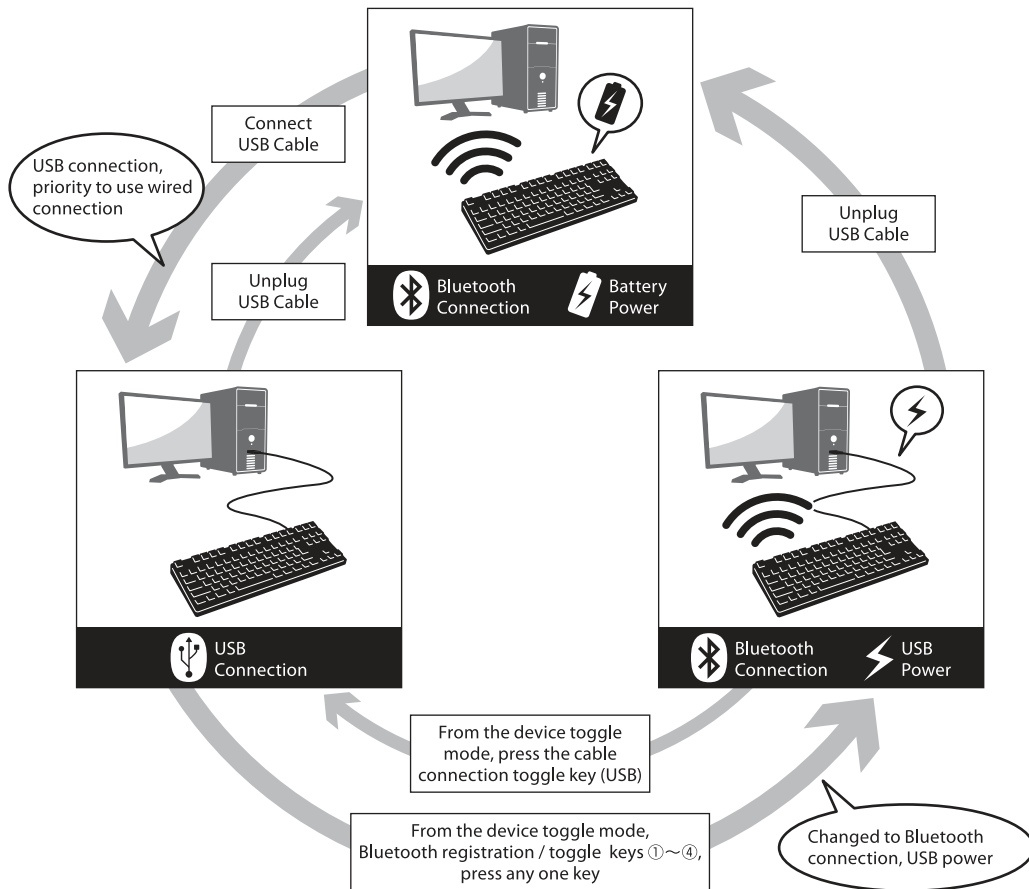 Connect
USB Cable
USB connection,
priority to use wired
connection
Unplug
USB Cable
Unplug
USB Cable
Bluetooth
Connection
Battery
Power
USB
Connection
Bluetooth
Connection
USB
Power
From the device toggle
mode, press the cable
connection toggle key (USB)
From the device toggle mode,
Bluetooth registration / toggle keys ①～④,
press any one key
Changed to Bluetooth
connection, USB power